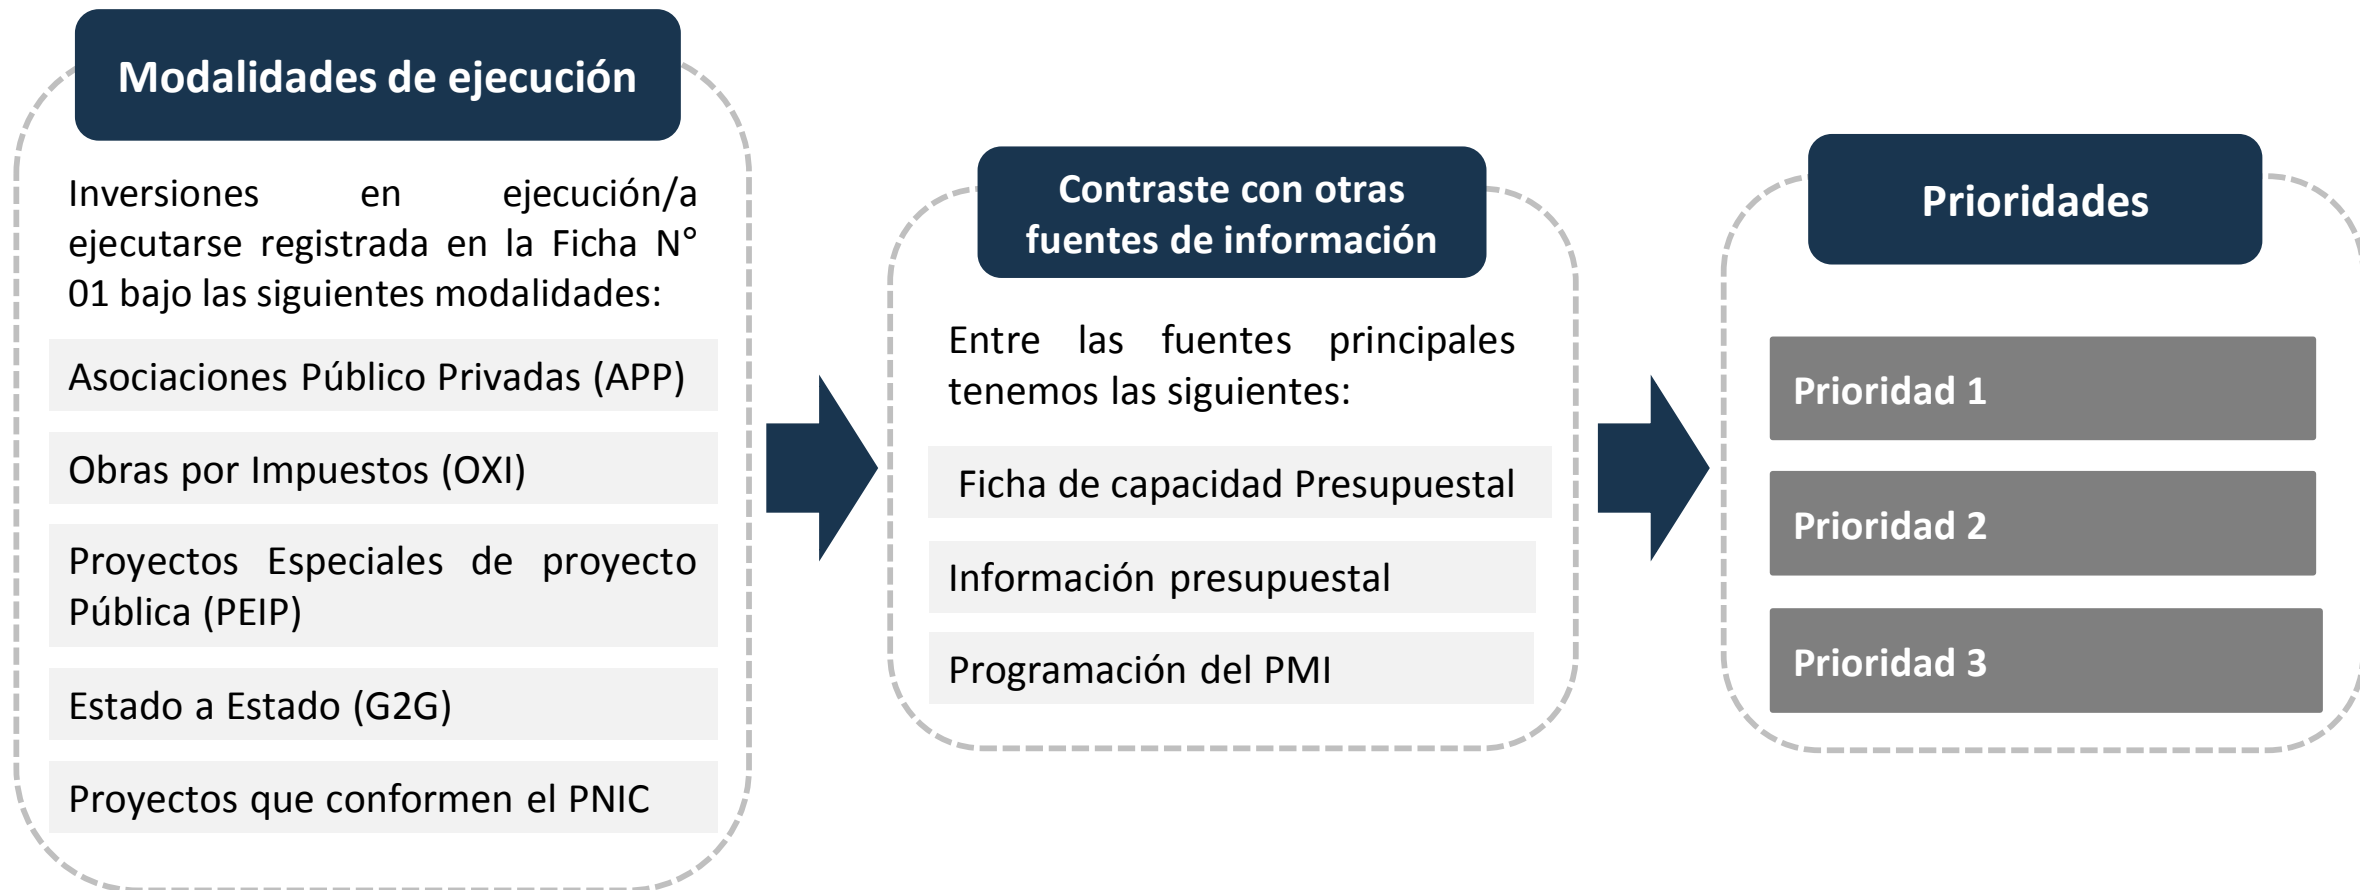 Modalidades de ejecución
Inversiones en ejecución/a
ejecutarse registrada en la Ficha N°
01 bajo las siguientes modalidades:
Asociaciones Público Privadas (APP)
Obras por Impuestos (OXI)
Proyectos Especiales de proyecto
Pública (PEIP)
Estado a Estado (G2G)
Proyectos que conformen el PNIC
Contraste con otras
fuentes de información
Entre las fuentes principales
tenemos las siguientes:
Ficha de capacidad Presupuestal
Información presupuestal
Programación del PMI
Prioridades
Prioridad 1
Prioridad 2
Prioridad 3